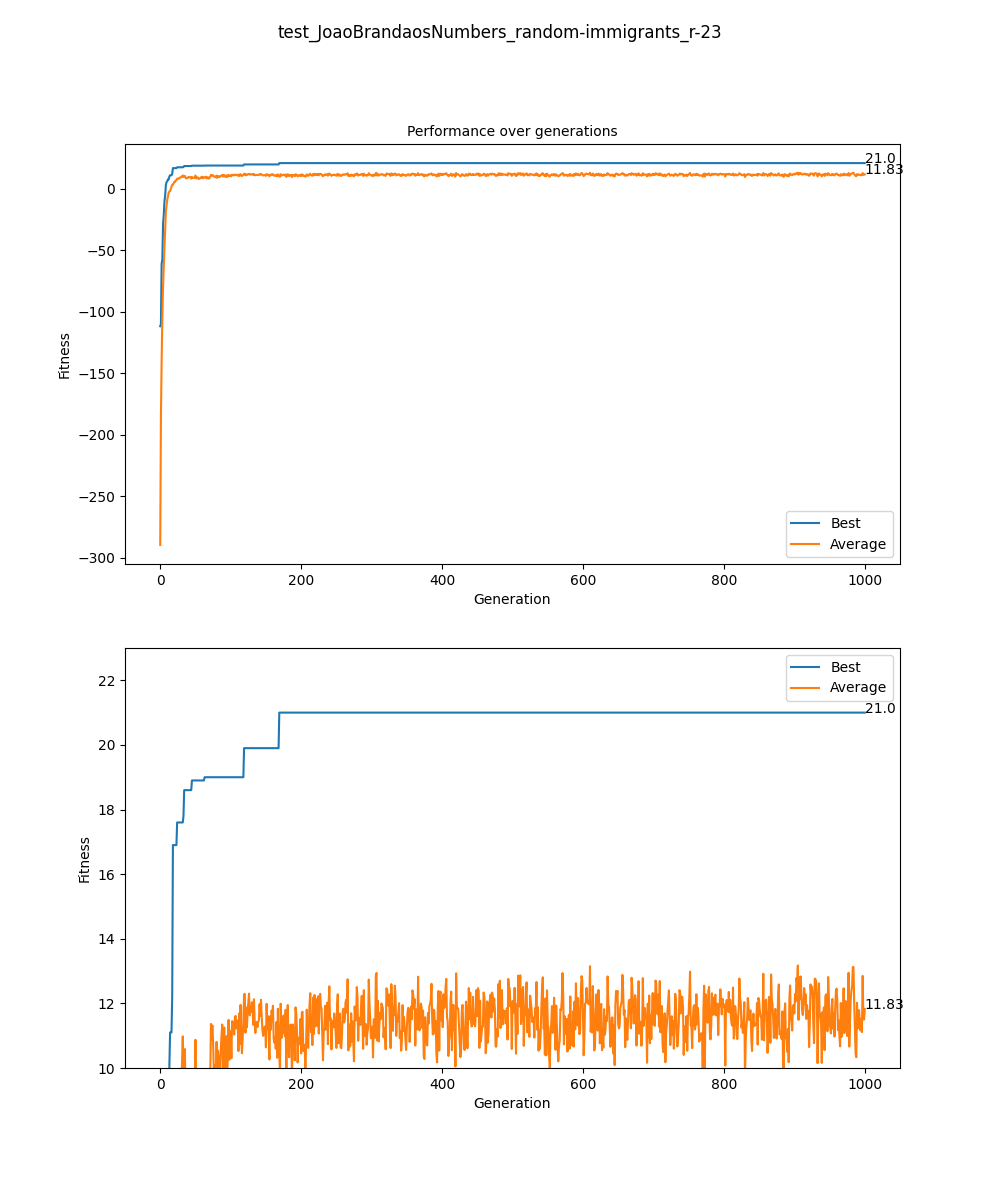 test_JoaoBrandaosNumbers_random-immigrants_r-23
Performance over generations
21.0
11.83
0
−50
−100
−150
−200
−250
−300
Fitness
Best
Average
0 200 400 600 800 1000
Generation
22
20
18
16
14
12
10
Fitness
Best
Average
21.0
11.83
0 200 400 600 800 1000
Generation